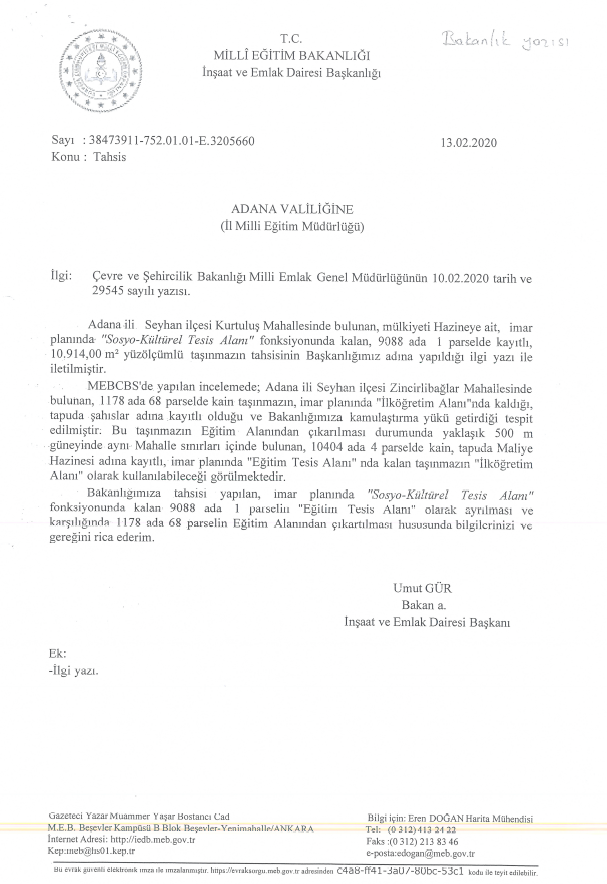 Bakanlık yazısı
T.C.
MİLLÎ EĞİTİM BAKANLIĞI
İnşaat ve Emlak Dairesi Başkanlığı
Sayı : 38473911-752.01.01-E.3205660
13.02.2020
Konu : Tahsis
ADANA VALİLİĞİNE
(İl Milli Eğitim Müdürlüğü)
İlgi: Çevre ve Şehircilik Bakanlığı Milli Emlak Genel Müdürlüğünün 10.02.2020 tarih ve
29545 sayılı yazısı.
Adana ili Seyhan ilçesi Kurtuluş Mahallesinde bulunan, mülkiyeti Hazineye ait, imar
planında "Sosyo-Kültürel Tesis Alanı" fonksiyonunda kalan, 9088 ada 1 parselde kayıtlı,
10.914,00 m² yüzölçümlü taşınmazın tahsisinin Başkanlığımız adına yapıldığı ilgi yazı ile
iletilmiştir.
MEBCBS'de yapılan incelemede; Adana ili Seyhan ilçesi Zincirlibağlar Mahallesinde
bulunan, 1178 ada 68 parselde kain taşınmazın, imar planında "İlköğretim Alanı"nda kaldığı,
tapuda şahıslar adına kayıtlı olduğu ve Bakanlığımıza kamulaştırma yükü getirdiği tespit
edilmiştir. Bu taşınmazın Eğitim Alanından çıkarılması durumunda yaklaşık 500 m
güneyinde aynı Mahalle sınırları içinde bulunan, 10404 ada 4 parselde kain, tapuda Maliye
Hazinesi adına kayıtlı, imar planında "Eğitim Tesis Alanı" nda kalan taşınmazın "İlköğretim
Alanı" olarak kullanılabileceği görülmektedir.
Bakanlığımıza tahsisi yapılan, imar planında "Sosyo-Kültürel Tesis Alanı"
fonksiyonunda kalan 9088 ada 1 parselin "Eğitim Tesis Alanı" olarak ayrılması ve
karşılığında 1178 ada 68 parselin Eğitim Alanından çıkartılması hususunda bilgilerinizi ve
gereğini rica ederim.
Umut GÜR
Bakan a.
İnşaat ve Emlak Dairesi Başkanı
Ek:
-İlgi yazı.
Gazeteci Yazar Muammer Yaşar Bostancı Cad
M.E.B. Beşevler Kampüsü B Blok Beşevler-Yenimahalle/ANKARA
İnternet Adresi: http://iedb.meb.gov.tr
Kep:meb@hs01.kep.tr
Bilgi için: Eren DOĞAN Harita Mühendisi
Tel: (0 312) 413 24 22
Faks :(0 312) 213 83 46
e-posta:edogan@meb.gov.tr
Bu evrak güvenli elektronik imza ile imzalanmıştır. https://evraksorgu.meb.gov.tr adresinden c4a8-ff41-3a07-80bc-53c1 kodu ile teyit edilebilir.